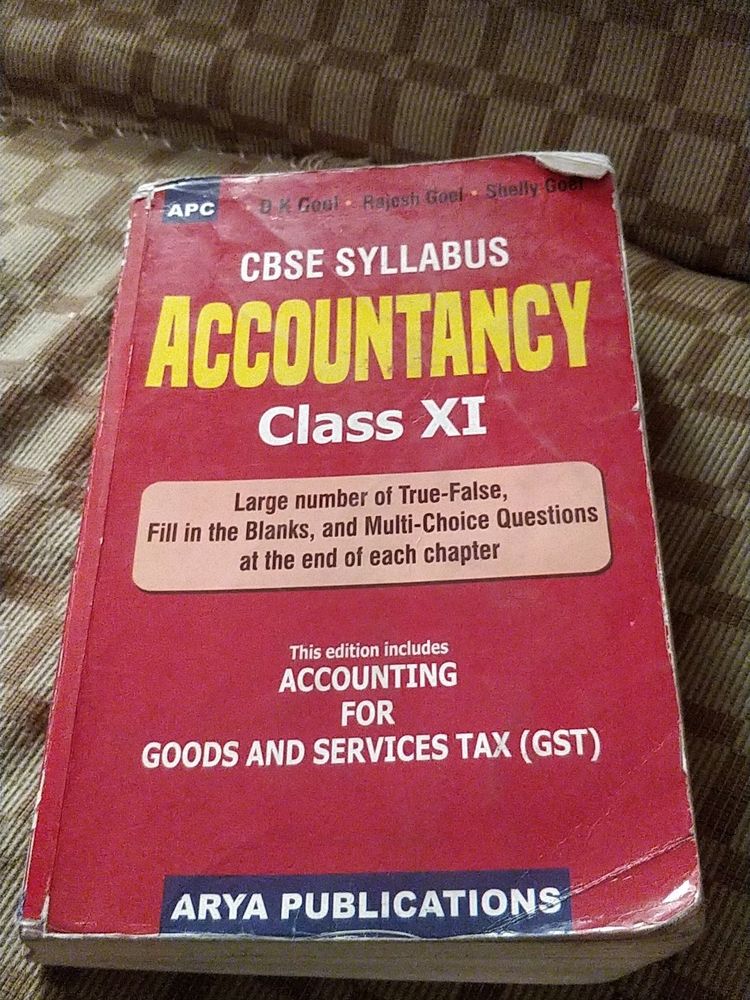 APC
D K Goel • Rajesh Goel • Shelly Goel
CBSE SYLLABUS
ACCOUNTANCY
Class XI
Large number of True-False,
Fill in the Blanks, and Multi-Choice Questions
at the end of each chapter
This edition includes
ACCOUNTING
FOR
GOODS AND SERVICES TAX (GST)
ARYA PUBLICATIONS